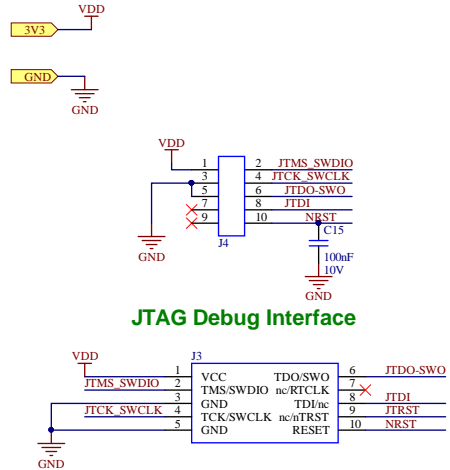 VDD
3V3
GND
GND
VDD
1 2 JTMS_SWDIO
3 4 JTCK_SWCLK
5 6 JTDO-SWO
7 8 JTDI
9 10 NRST
J4
C15
GND
100nF
10V
GND
JTAG Debug Interface
J3
VDD
1 VCC TDO/SWO 6 JTDO-SWO
JTMS_SWDIO 2 TMS/SWDIO nc/RTCLK 7
3 GND TDI/nc 8 JTDI
JTCK_SWCLK 4 TCK/SWCLK nc/nTRST 9 JTRST
5 GND RESET 10 NRST
GND